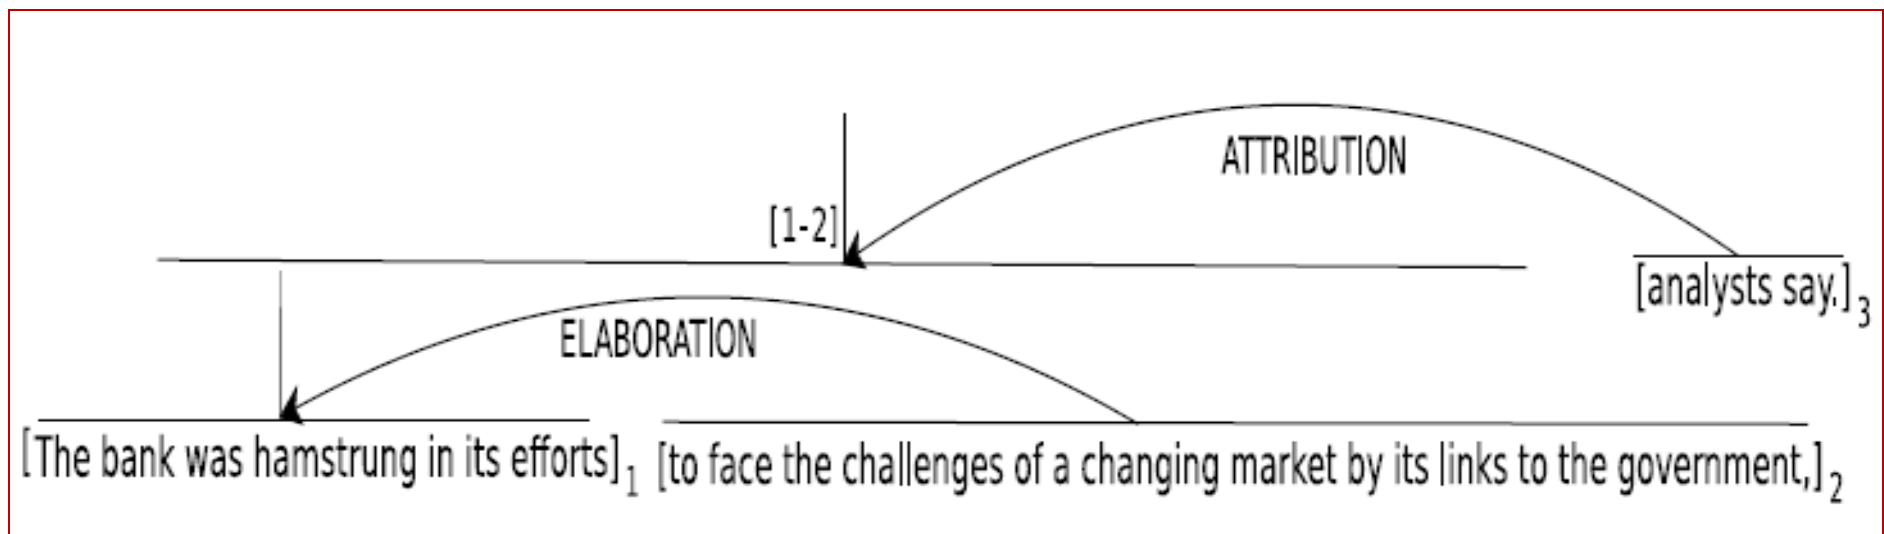 ATTRIBUTION
[1-2]
[analysts say.] 3
ELABORATION
[The bank was hamstrung in its efforts] 1 [to face the challenges of a changing market by its links to the government,] 2